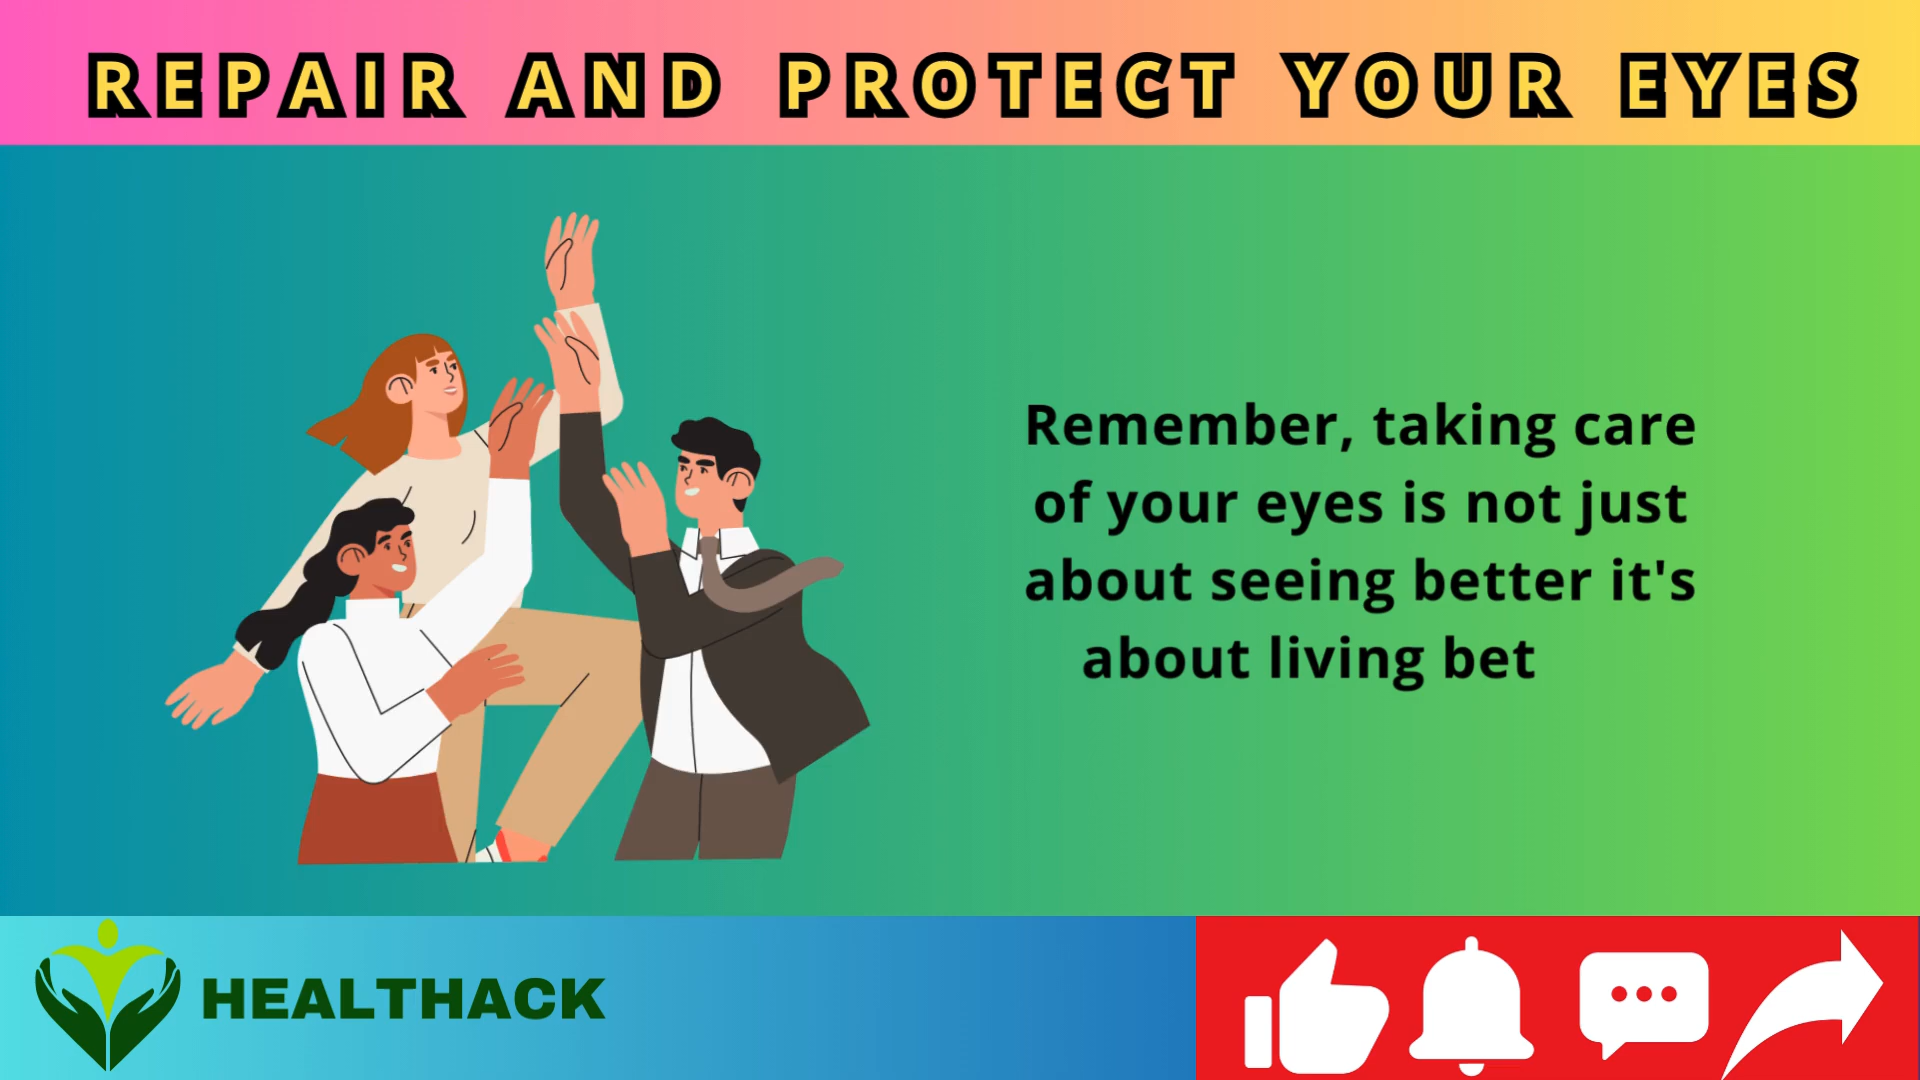 REPAIR AND PROTECT YOUR EYES
Remember, taking care
of your eyes is not just
about seeing better it's
about living bet
HEALTHACK